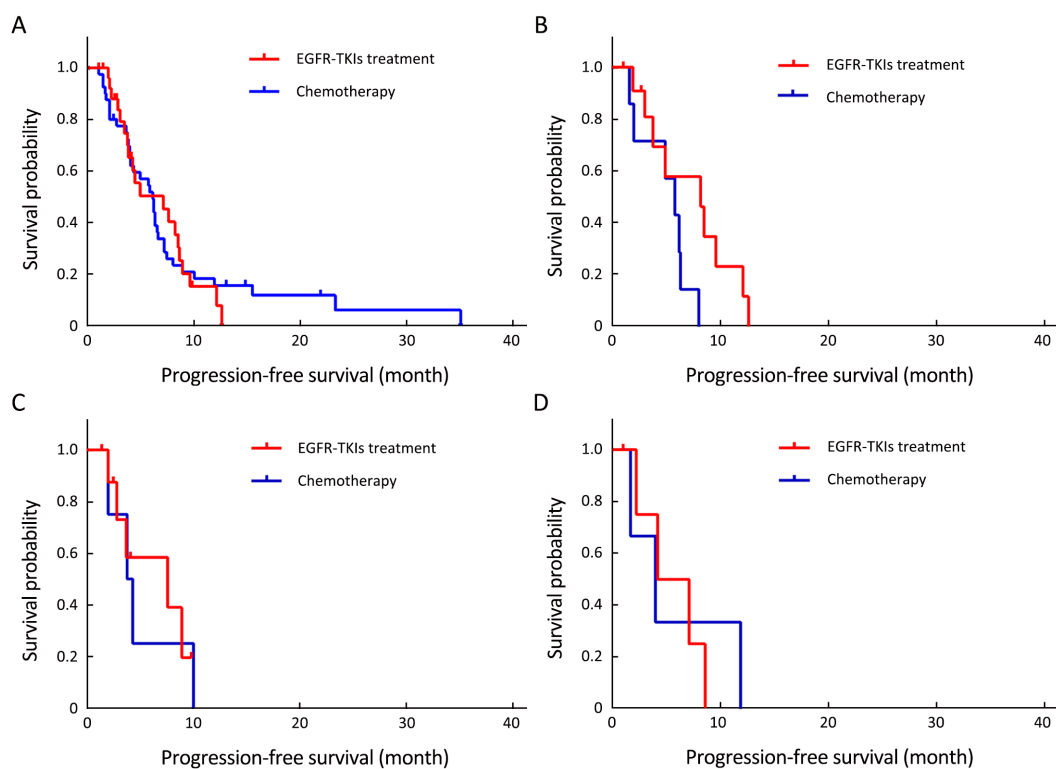 A
EGFR-TKIs treatment
Chemotherapy
1.0
0.8
0.6
0.4
0.2
0
Survival probability
0 10 20 30 40
Progression-free survival (month)
B
EGFR-TKIs treatment
Chemotherapy
1.0
0.8
0.6
0.4
0.2
0
Survival probability
0 10 20 30 40
Progression-free survival (month)
C
EGFR-TKIs treatment
Chemotherapy
1.0
0.8
0.6
0.4
0.2
0
Survival probability
0 10 20 30 40
Progression-free survival (month)
D
EGFR-TKIs treatment
Chemotherapy
1.0
0.8
0.6
0.4
0.2
0
Survival probability
0 10 20 30 40
Progression-free survival (month)